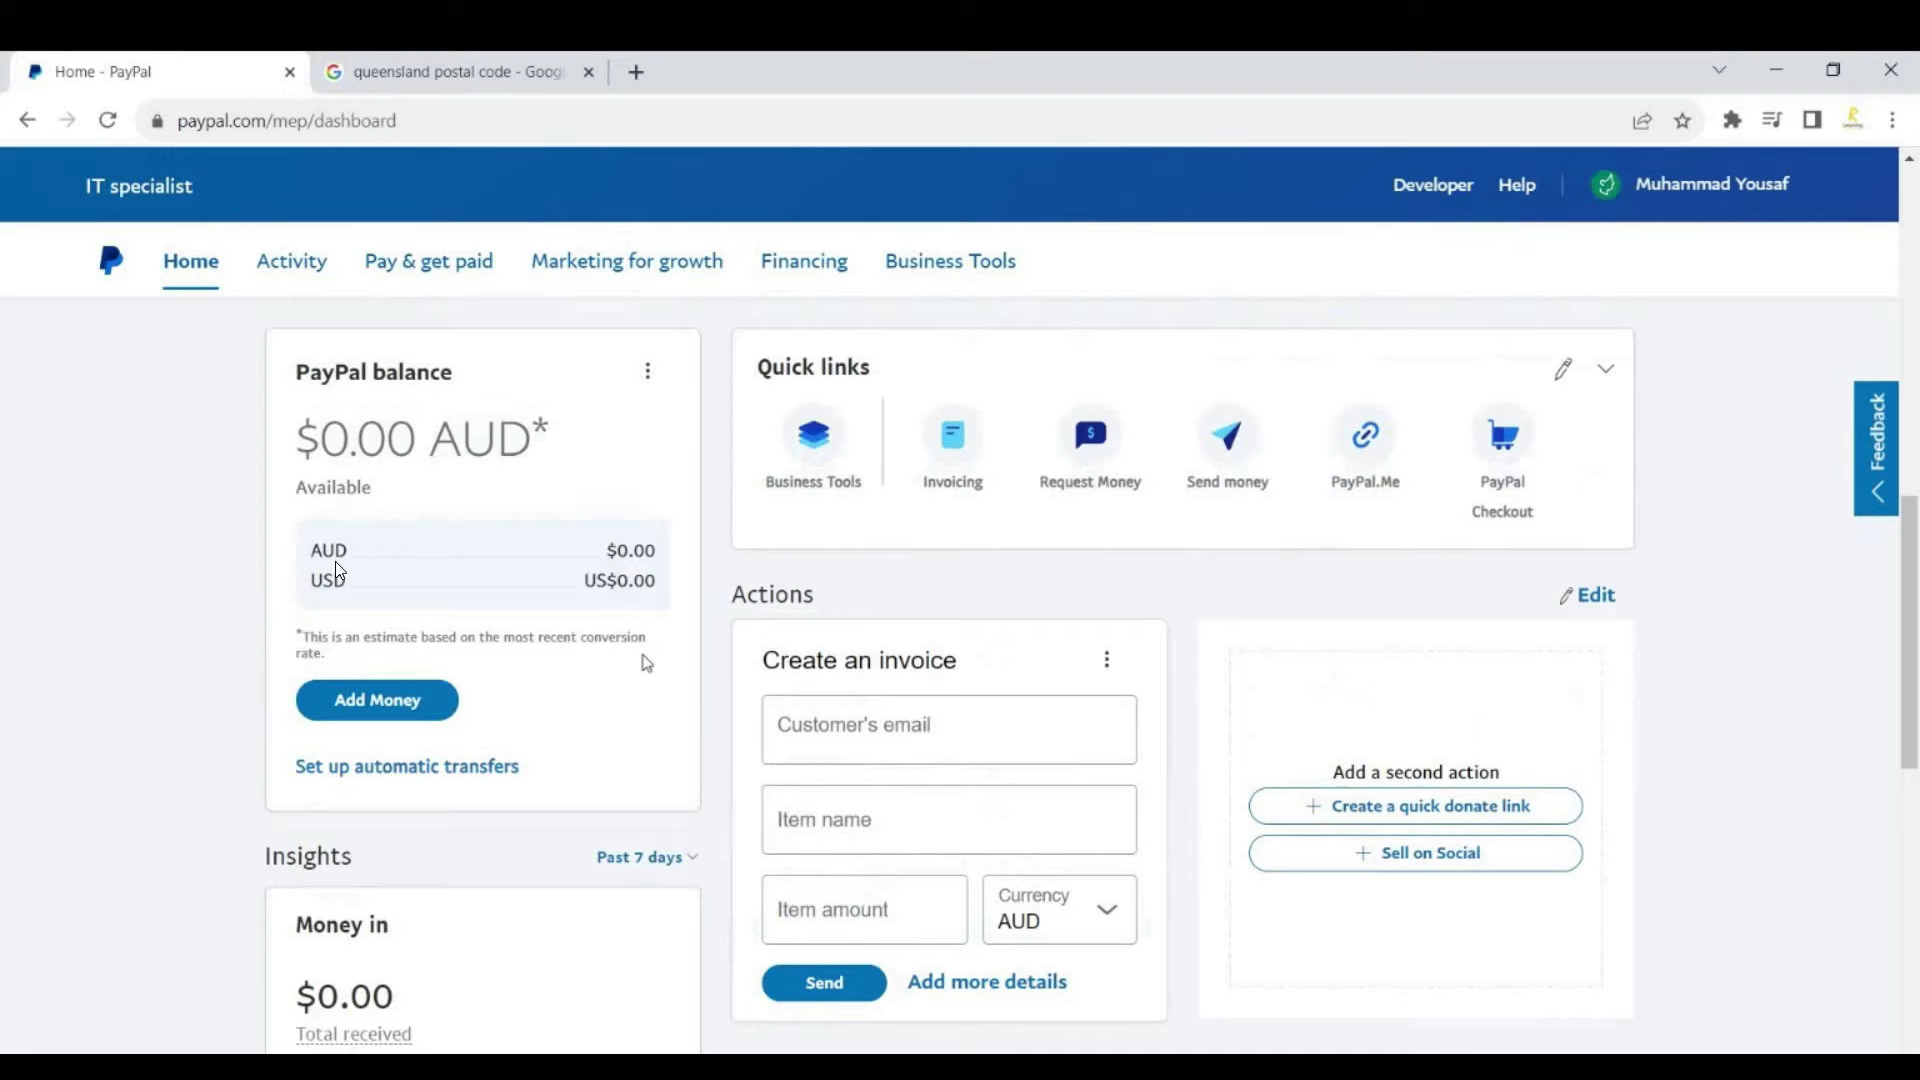 Home - PayPal
queensland postal code - Goog
paypal.com/mep/dashboard
IT specialist
Developer
Help
Muhammad Yousaf
Home
Activity
Pay & get paid
Marketing for growth
Financing
Business Tools
PayPal balance
$0.00 AUD*
Available
AUD $0.00
USD US$0.00
*This is an estimate based on the most recent conversion
rate.
Add Money
Set up automatic transfers
Insights
Past 7 days
Money in
$0.00
Total received
Quick links
Business Tools
Invoicing
Request Money
Send money
PayPal.Me
PayPal
Checkout
Actions
Edit
Create an invoice
Customer's email
Item name
Item amount
Currency
AUD
Send
Add more details
Add a second action
+ Create a quick donate link
+ Sell on Social
Feedback